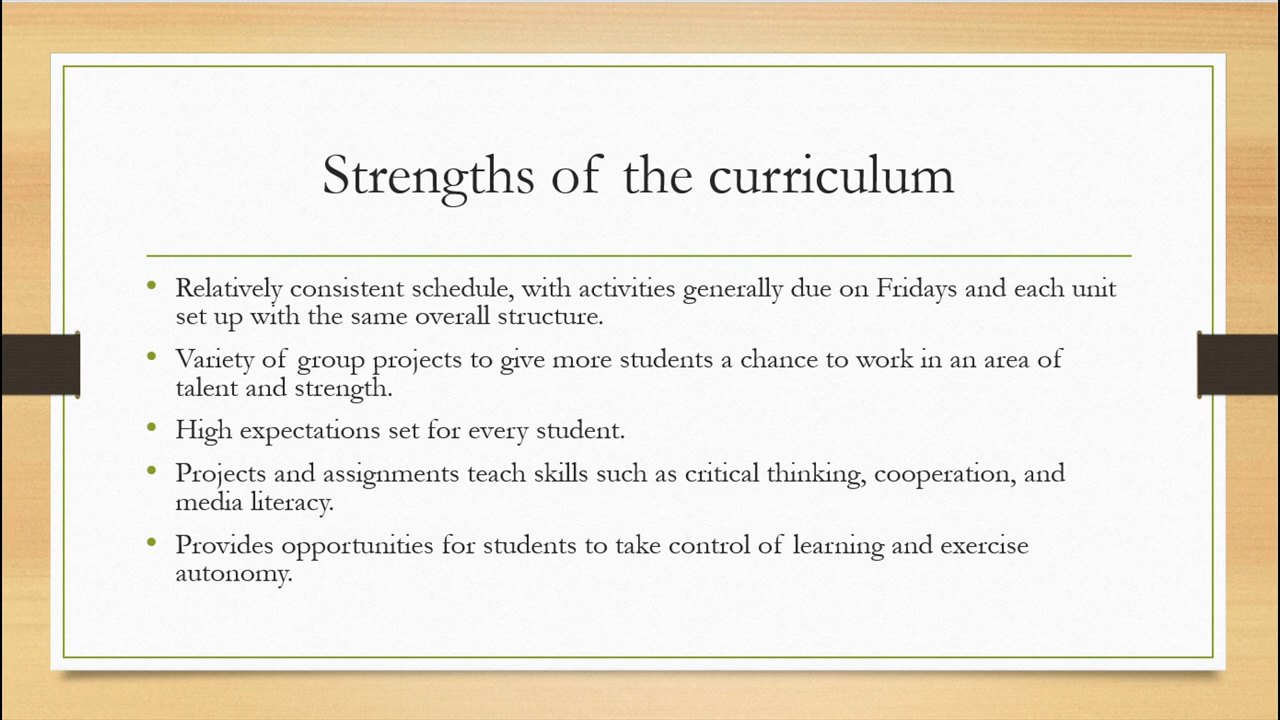 Strengths of the curriculum
• Relatively consistent schedule, with activities generally due on Fridays and each unit
set up with the same overall structure.
• Variety of group projects to give more students a chance to work in an area of
talent and strength.
• High expectations set for every student.
• Projects and assignments teach skills such as critical thinking, cooperation, and
media literacy.
• Provides opportunities for students to take control of learning and exercise
autonomy.